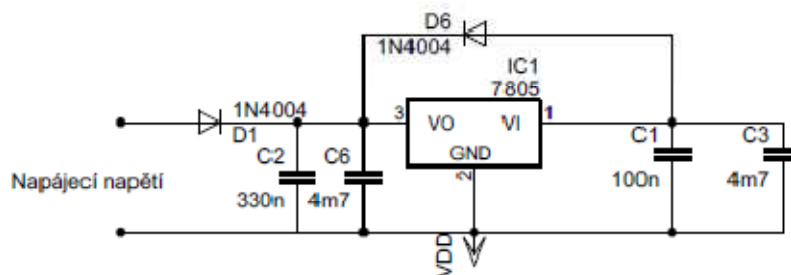 D6
1N4004
IC1
7805
1N4004
D1
3
VO
VI
1
GND
2
C2
330n
C6
4m7
C1
100n
C3
4m7
Napájecí napětí
VDD